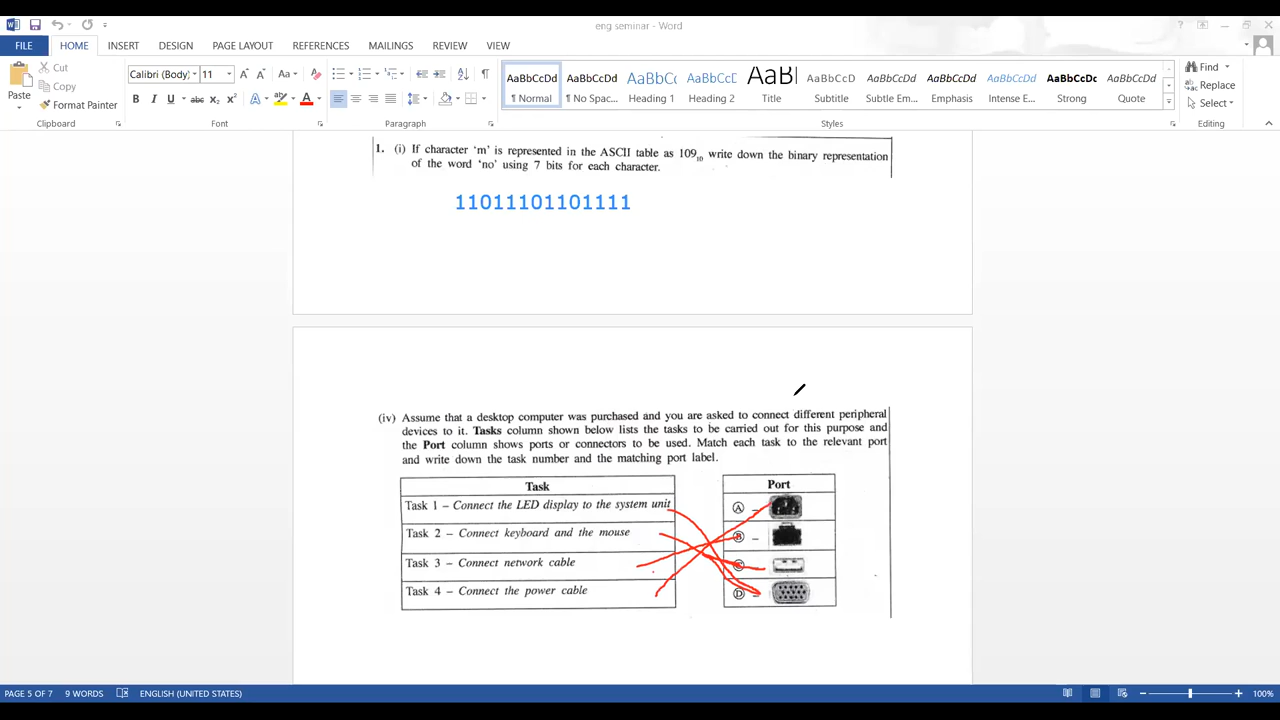 eng seminar - Word
FILE HOME INSERT DESIGN PAGE LAYOUT REFERENCES MAILINGS REVIEW VIEW
Paste
Cut
Copy
Format Painter
Clipboard
Calibri (Body) 11
Font
Paragraph
AaBbCcDd AaBbCcDd AaBbCc AaBbCcD AaBl AaBbCcDd AaBbCcDd AaBbCcDd AaBbCcDd AaBbCcDc AaBbCcDd
¶ Normal ¶ No Spac... Heading 1 Heading 2 Title Subtitle Subtle Em... Emphasis Intense E... Strong Quote
Styles
Find
Replace
Select
Editing
1. (i) If character ‘m’ is represented in the ASCII table as 109₁₀ write down the binary representation
of the word ‘no’ using 7 bits for each character.
11011101101111
(iv) Assume that a desktop computer was purchased and you are asked to connect different peripheral
devices to it. Tasks column shown below lists the tasks to be carried out for this purpose and
the Port column shows ports or connectors to be used. Match each task to the relevant port
and write down the task number and the matching port label.
Task Port
Task 1 – Connect the LED display to the system unit Ⓐ –
Task 2 – Connect keyboard and the mouse Ⓑ –
Task 3 – Connect network cable Ⓒ
Task 4 – Connect the power cable Ⓓ –
PAGE 5 OF 7 9 WORDS ENGLISH (UNITED STATES) 100%